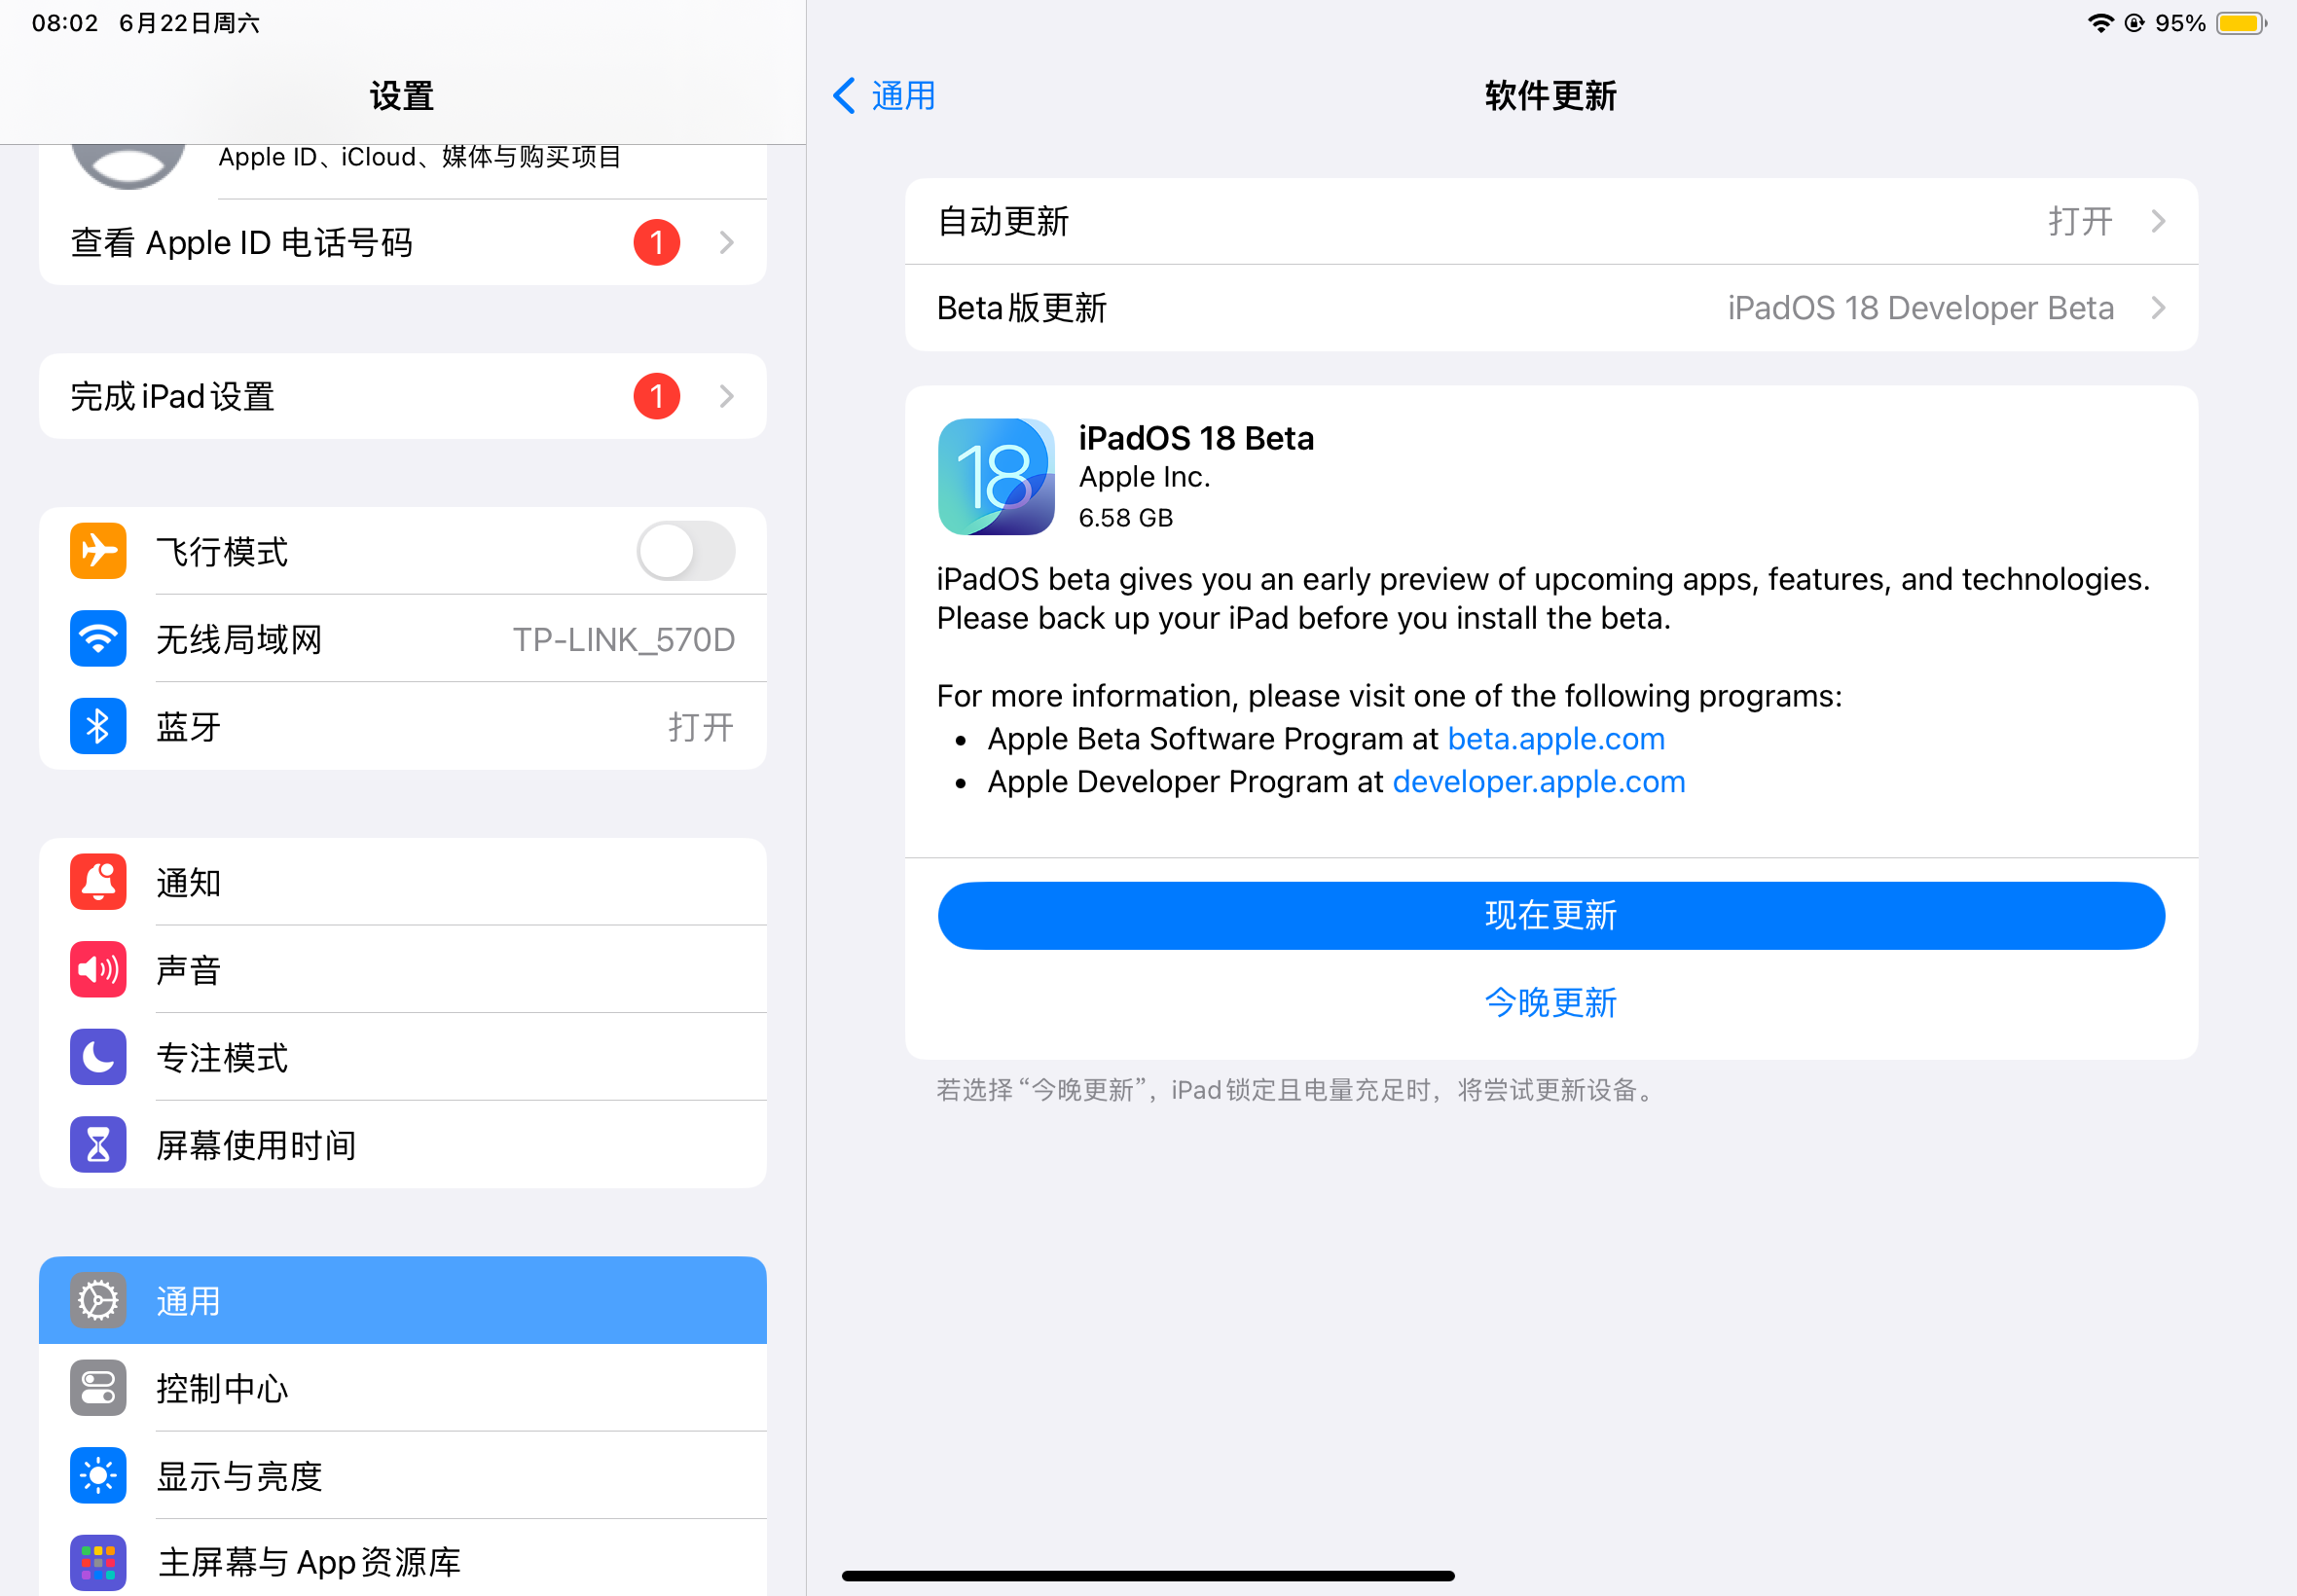 08:02 6月22日周六
95%
设置
Apple ID、iCloud、媒体与购买项目
查看 Apple ID 电话号码 1
完成 iPad 设置 1
飞行模式
无线局域网 TP-LINK_570D
蓝牙 打开
通知
声音
专注模式
屏幕使用时间
通用
控制中心
显示与亮度
主屏幕与 App 资源库
通用
软件更新
自动更新 打开
Beta 版更新 iPadOS 18 Developer Beta
18
iPadOS 18 Beta
Apple Inc.
6.58 GB
iPadOS beta gives you an early preview of upcoming apps, features, and technologies.
Please back up your iPad before you install the beta.
For more information, please visit one of the following programs:
• Apple Beta Software Program at beta.apple.com
• Apple Developer Program at developer.apple.com
现在更新
今晚更新
若选择“今晚更新”，iPad 锁定且电量充足时，将尝试更新设备。